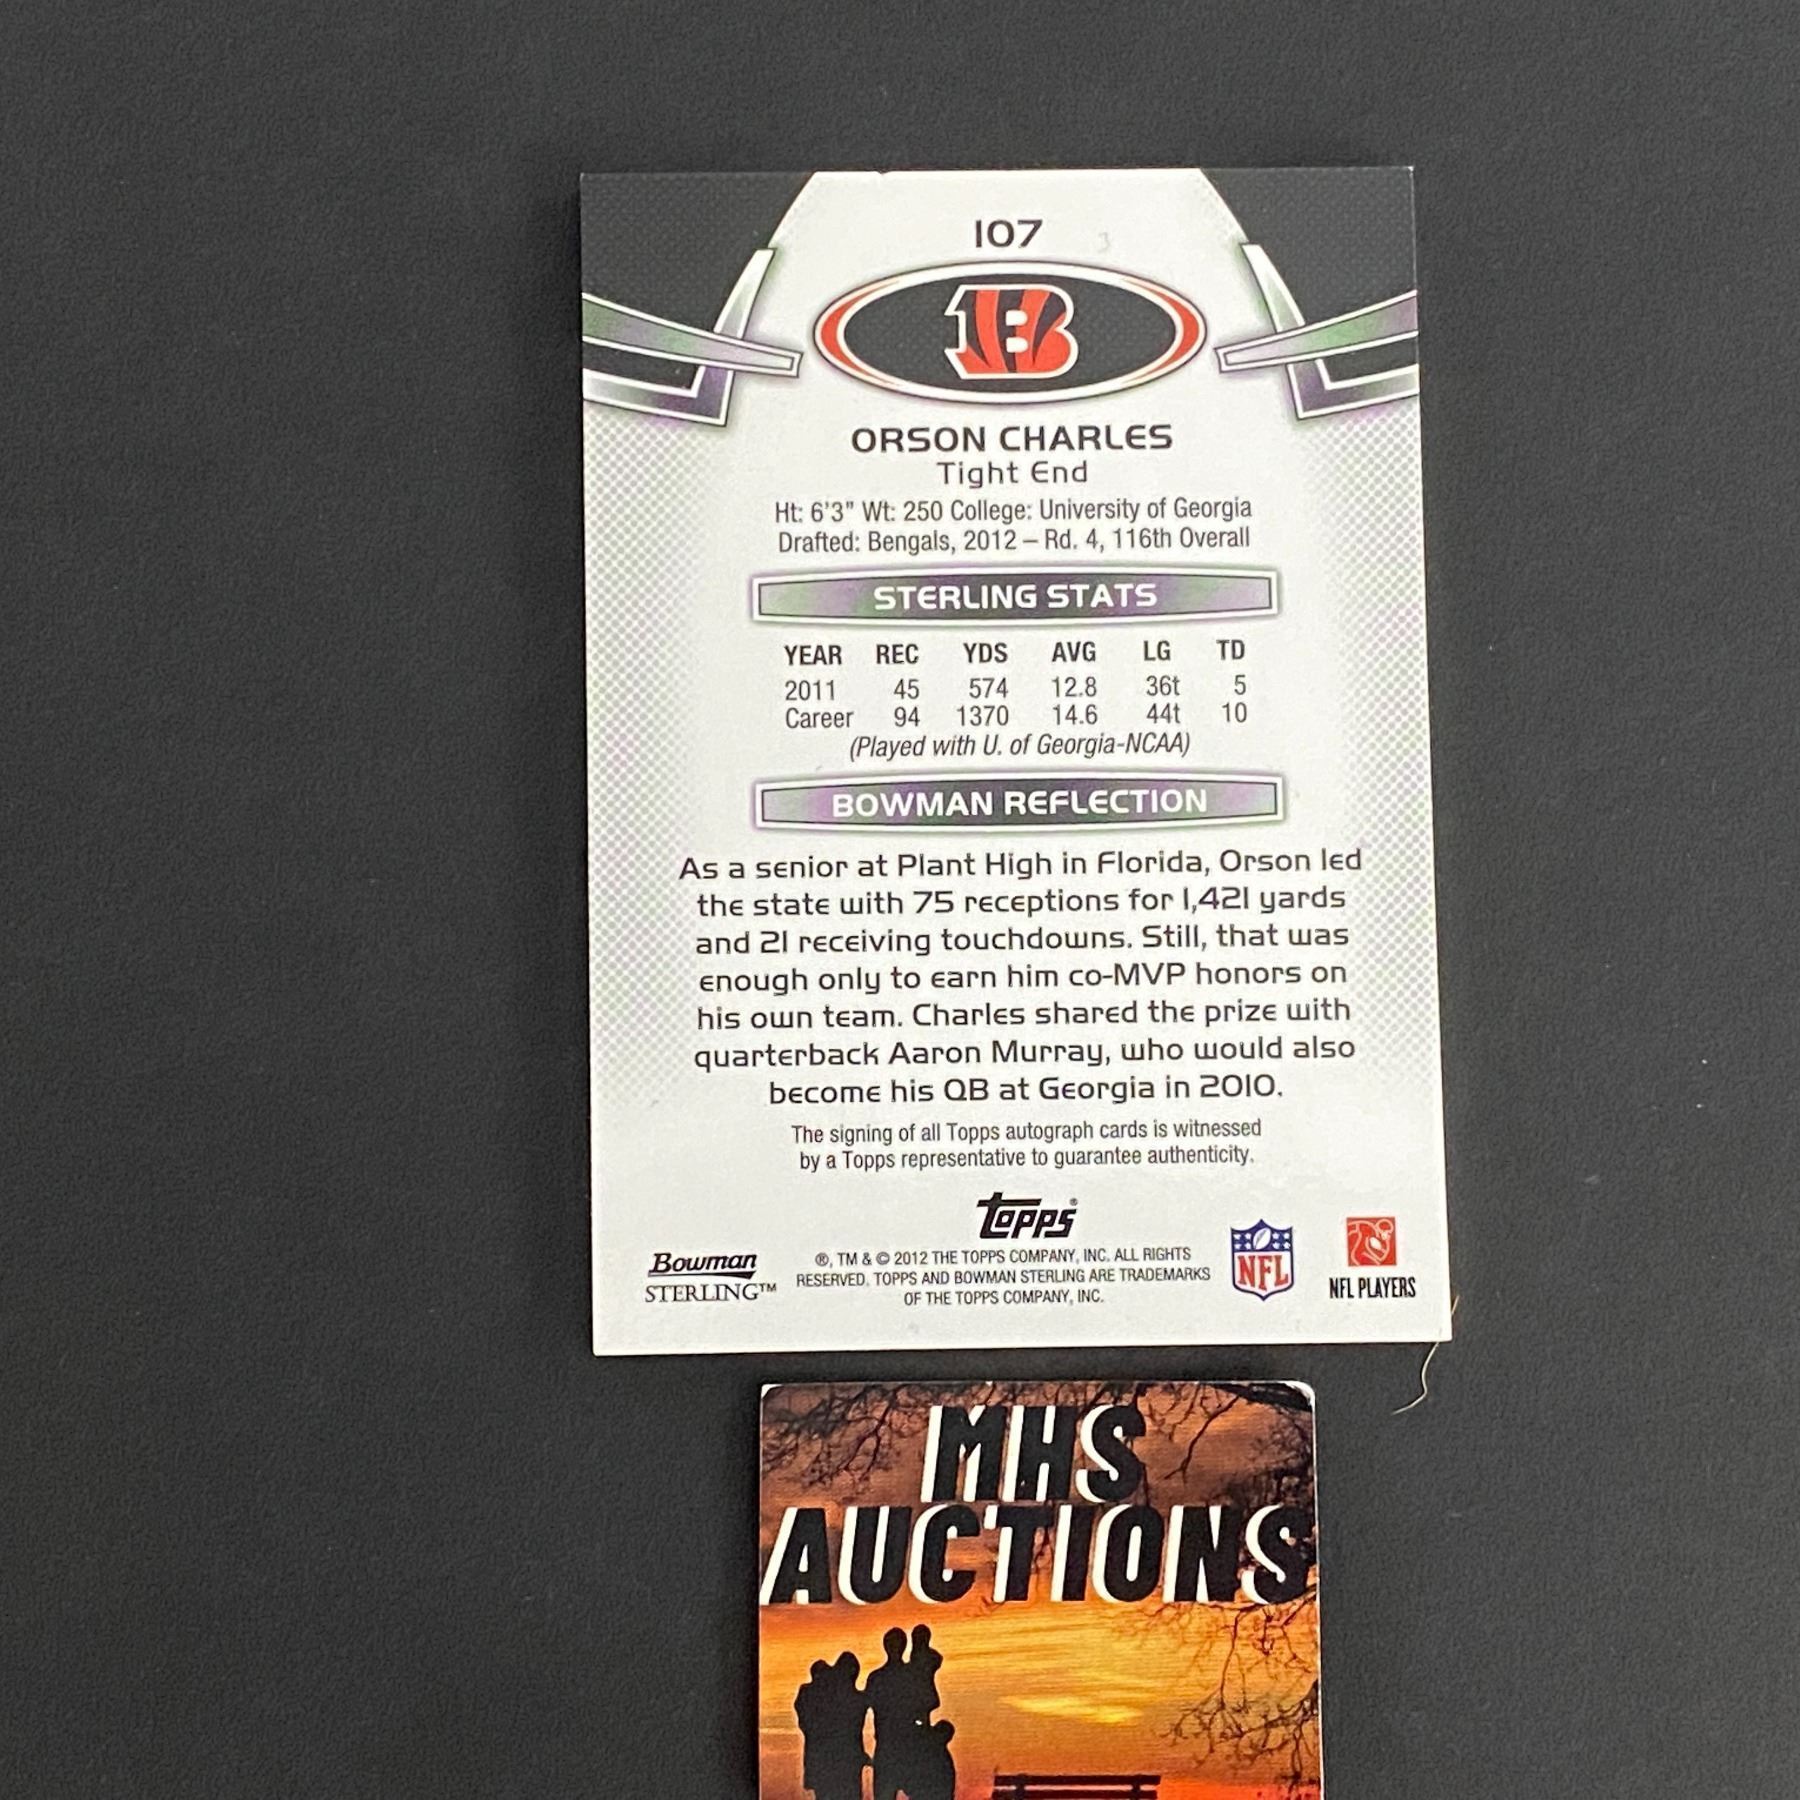 107
3
B
ORSON CHARLES
Tight End
Ht: 6'3" Wt: 250 College: University of Georgia
Drafted: Bengals, 2012 – Rd. 4, 116th Overall
STERLING STATS
YEAR REC YDS AVG LG TD
2011 45 574 12.8 36t 5
Career 94 1370 14.6 44t 10
(Played with U. of Georgia-NCAA)
BOWMAN REFLECTION
As a senior at Plant High in Florida, Orson led
the state with 75 receptions for 1,421 yards
and 21 receiving touchdowns. Still, that was
enough only to earn him co-MVP honors on
his own team. Charles shared the prize with
quarterback Aaron Murray, who would also
become his QB at Georgia in 2010.
The signing of all Topps autograph cards is witnessed
by a Topps representative to guarantee authenticity.
Topps®
Bowman
STERLING™
®, TM & © 2012 THE TOPPS COMPANY, INC. ALL RIGHTS
RESERVED. TOPPS AND BOWMAN STERLING ARE TRADEMARKS
OF THE TOPPS COMPANY, INC.
NFL
NFL PLAYERS
MHS
AUCTIONS